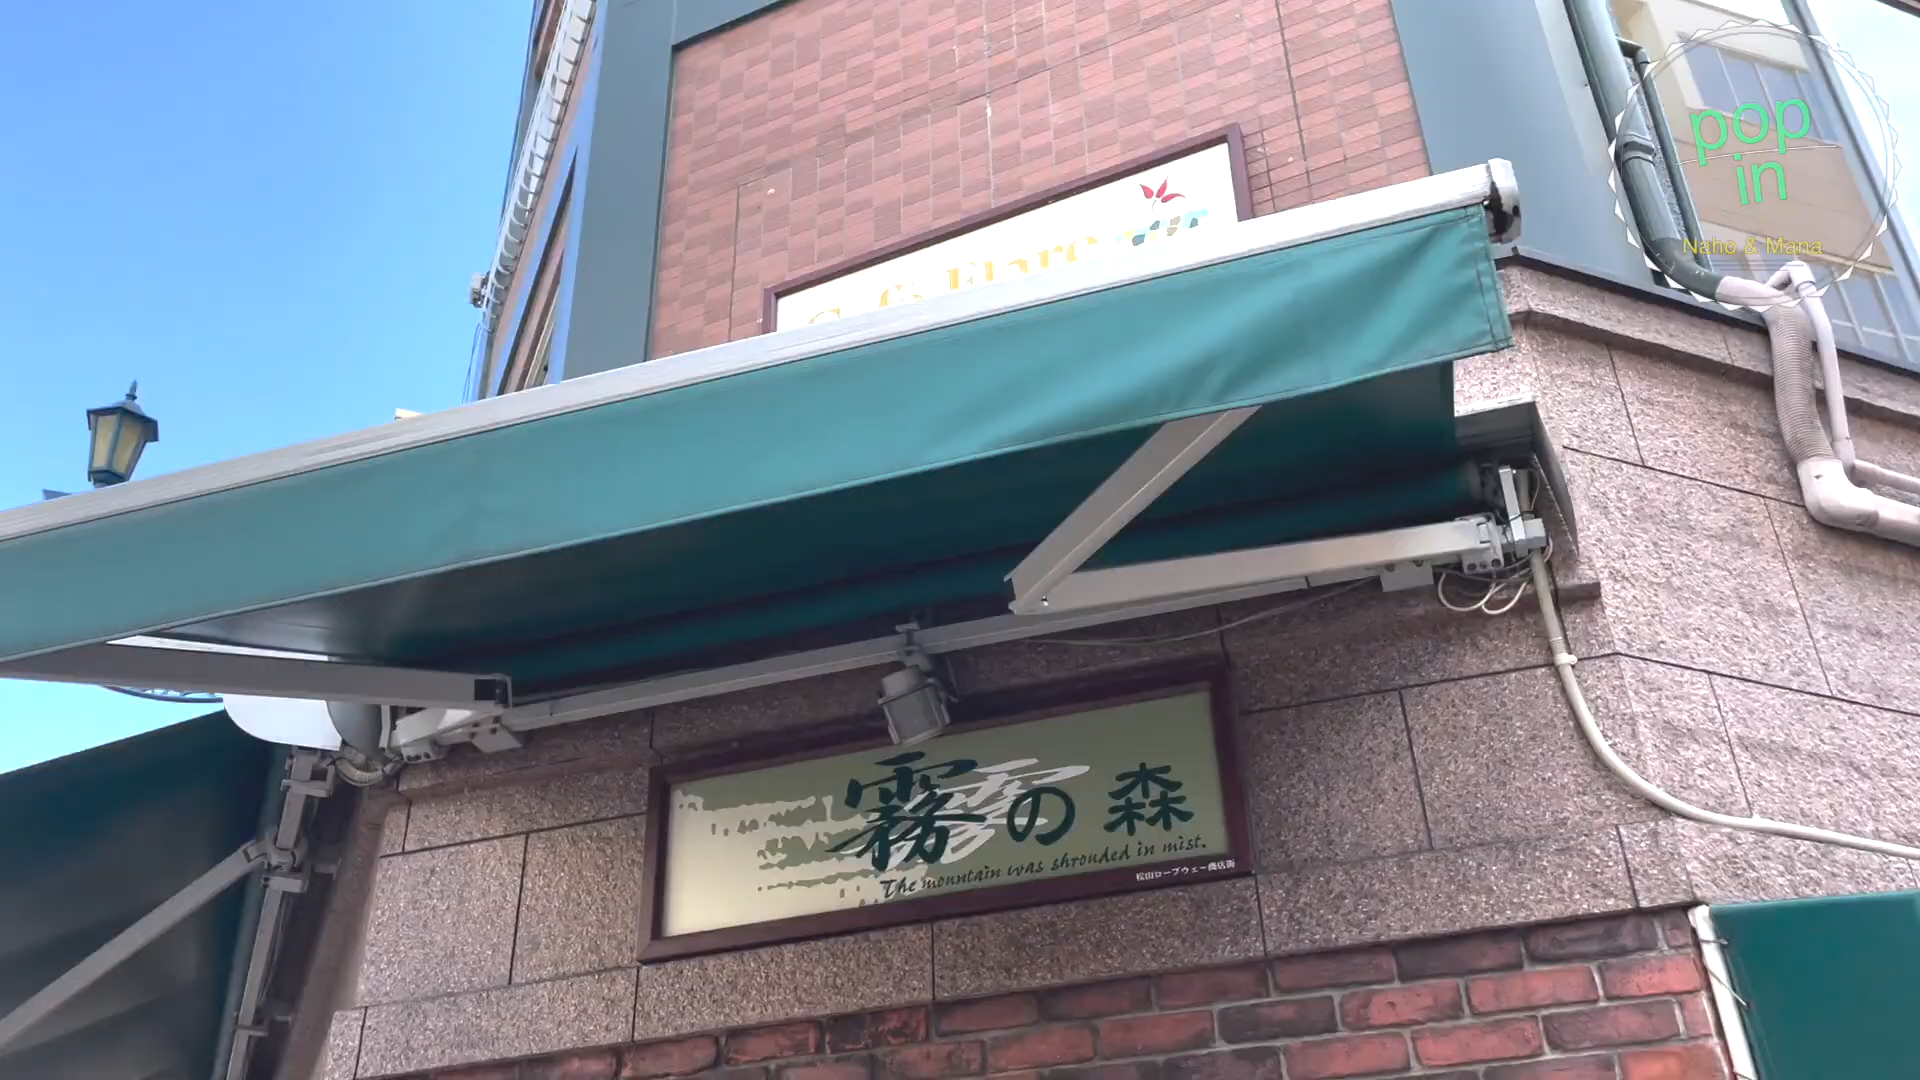 pop
in
Naho & Mana
霧の森
The mountain was shrouded in mist.
松山ロープウェー商店街